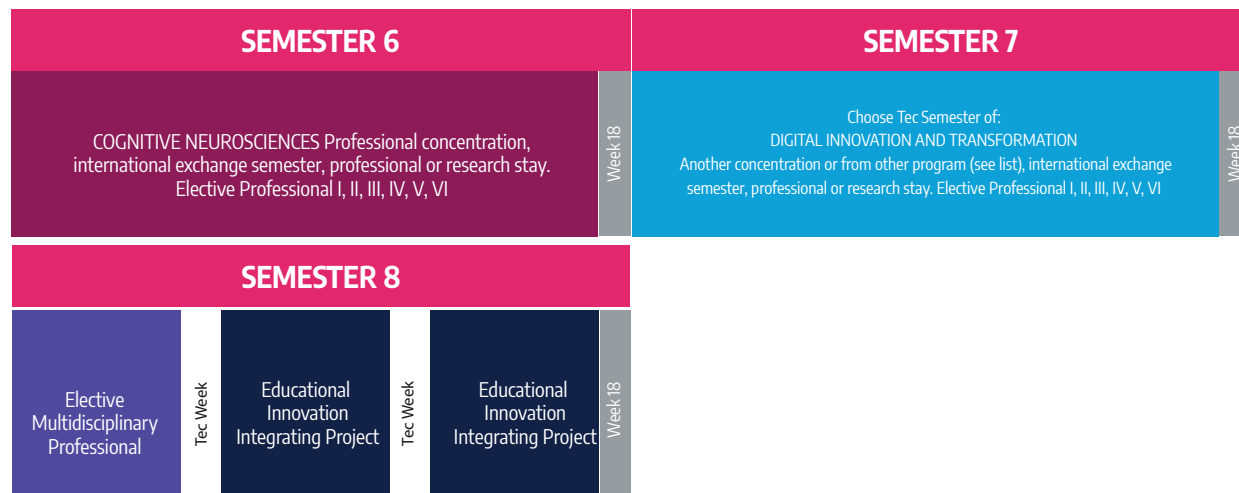 SEMESTER 6
COGNITIVE NEUROSCIENCES Professional concentration,
international exchange semester, professional or research stay.
Elective Professional I, II, III, IV, V, VI
Week 18
SEMESTER 7
Choose Tec Semester of:
DIGITAL INNOVATION AND TRANSFORMATION
Another concentration or from other program (see list), international exchange
semester, professional or research stay. Elective Professional I, II, III, IV, V, VI
Week 18
SEMESTER 8
Elective
Multidisciplinary
Professional
Tec Week
Educational
Innovation
Integrating Project
Tec Week
Educational
Innovation
Integrating Project
Week 18